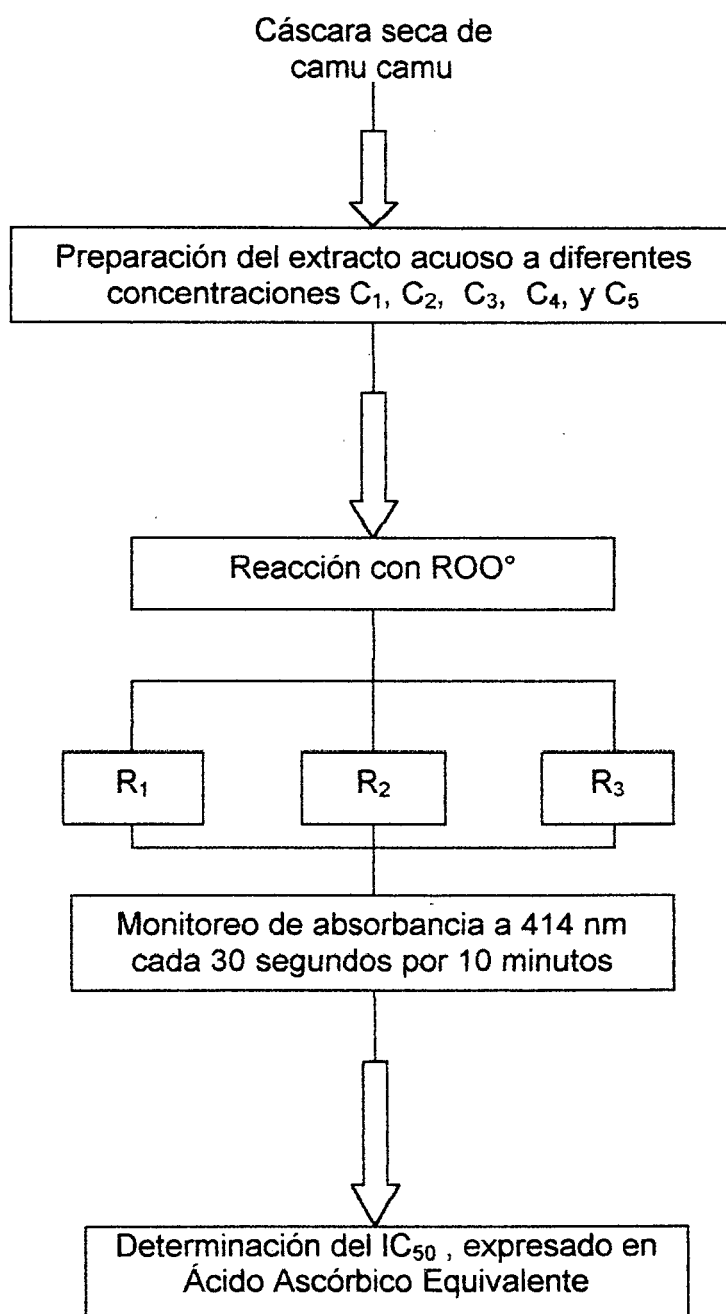 Cáscara seca de
camu camu
Preparación del extracto acuoso a diferentes
concentraciones C₁, C₂, C₃, C₄, y C₅
Reacción con ROO°
R₁ R₂ R₃
Monitoreo de absorbancia a 414 nm
cada 30 segundos por 10 minutos
Determinación del IC₅₀ , expresado en
Ácido Ascórbico Equivalente